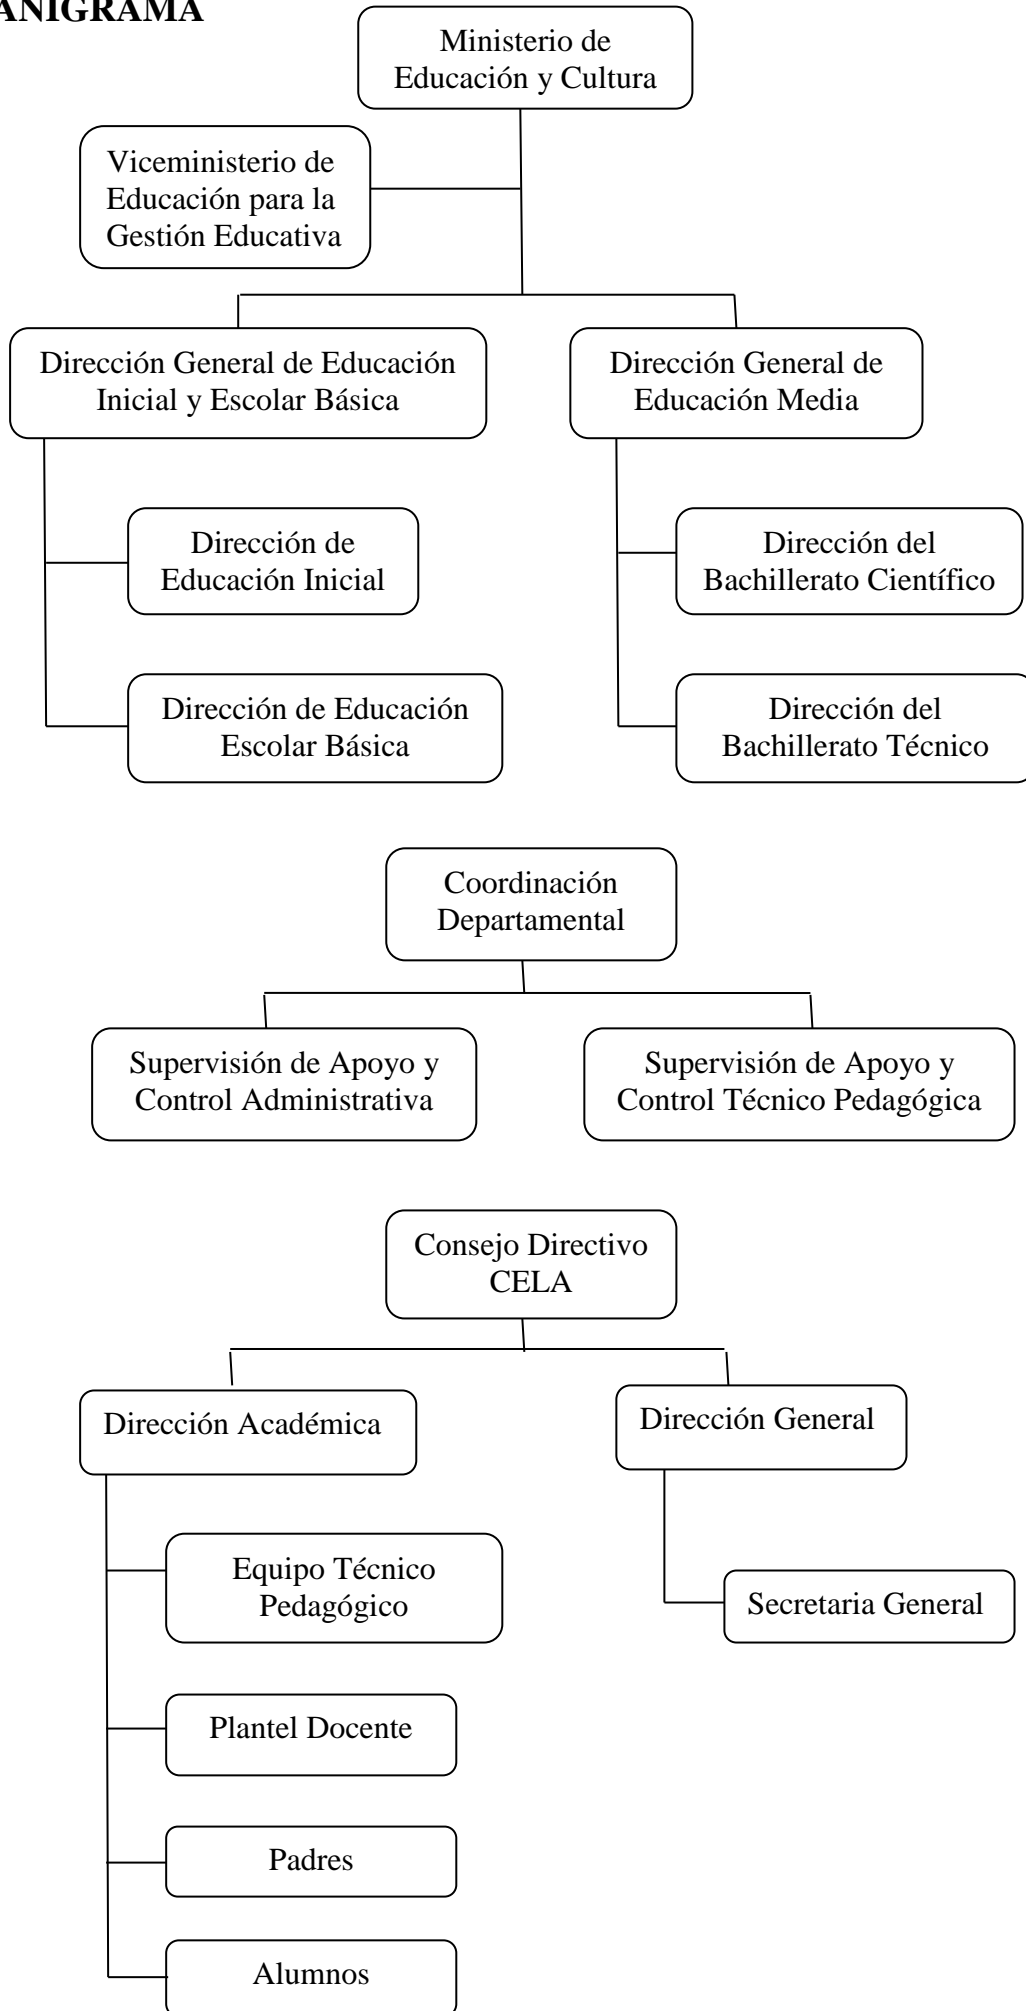 ANIGRAMA
Ministerio de
Educación y Cultura
Viceministerio de
Educación para la
Gestión Educativa
Dirección General de Educación
Inicial y Escolar Básica
Dirección General de
Educación Media
Dirección de
Educación Inicial
Dirección del
Bachillerato Científico
Dirección de Educación
Escolar Básica
Dirección del
Bachillerato Técnico
Coordinación
Departamental
Supervisión de Apoyo y
Control Administrativa
Supervisión de Apoyo y
Control Técnico Pedagógica
Consejo Directivo
CELA
Dirección Académica
Dirección General
Equipo Técnico
Pedagógico
Secretaria General
Plantel Docente
Padres
Alumnos